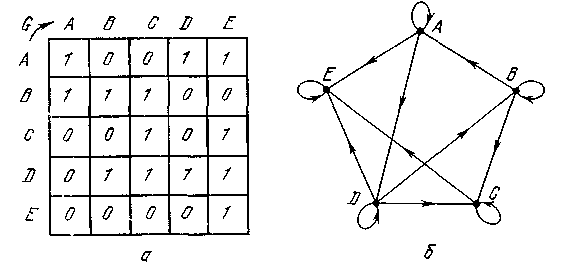 G A B C D E
A 1 0 0 1 1
B 1 1 1 0 0
C 0 0 1 0 1
D 0 1 1 1 1
E 0 0 0 0 1
а
A
E
B
D
C
б